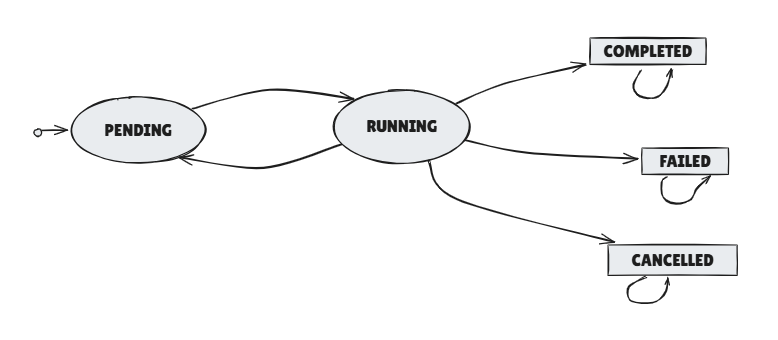 PENDING
RUNNING
COMPLETED
FAILED
CANCELLED